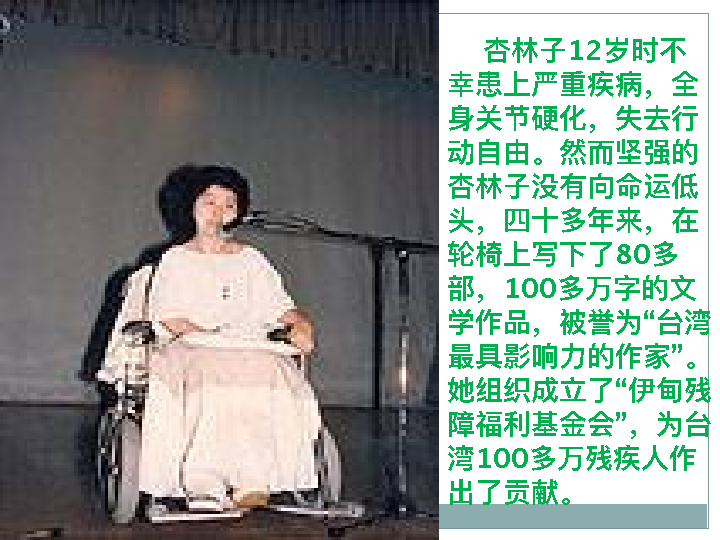 杏林子12岁时不
幸患上严重疾病，全
身关节硬化，失去行
动自由。然而坚强的
杏林子没有向命运低
头，四十多年来，在
轮椅上写下了80多
部，100多万字的文
学作品，被誉为“台湾
最具影响力的作家”。
她组织成立了“伊甸残
障福利基金会”，为台
湾100多万残疾人作
出了贡献。